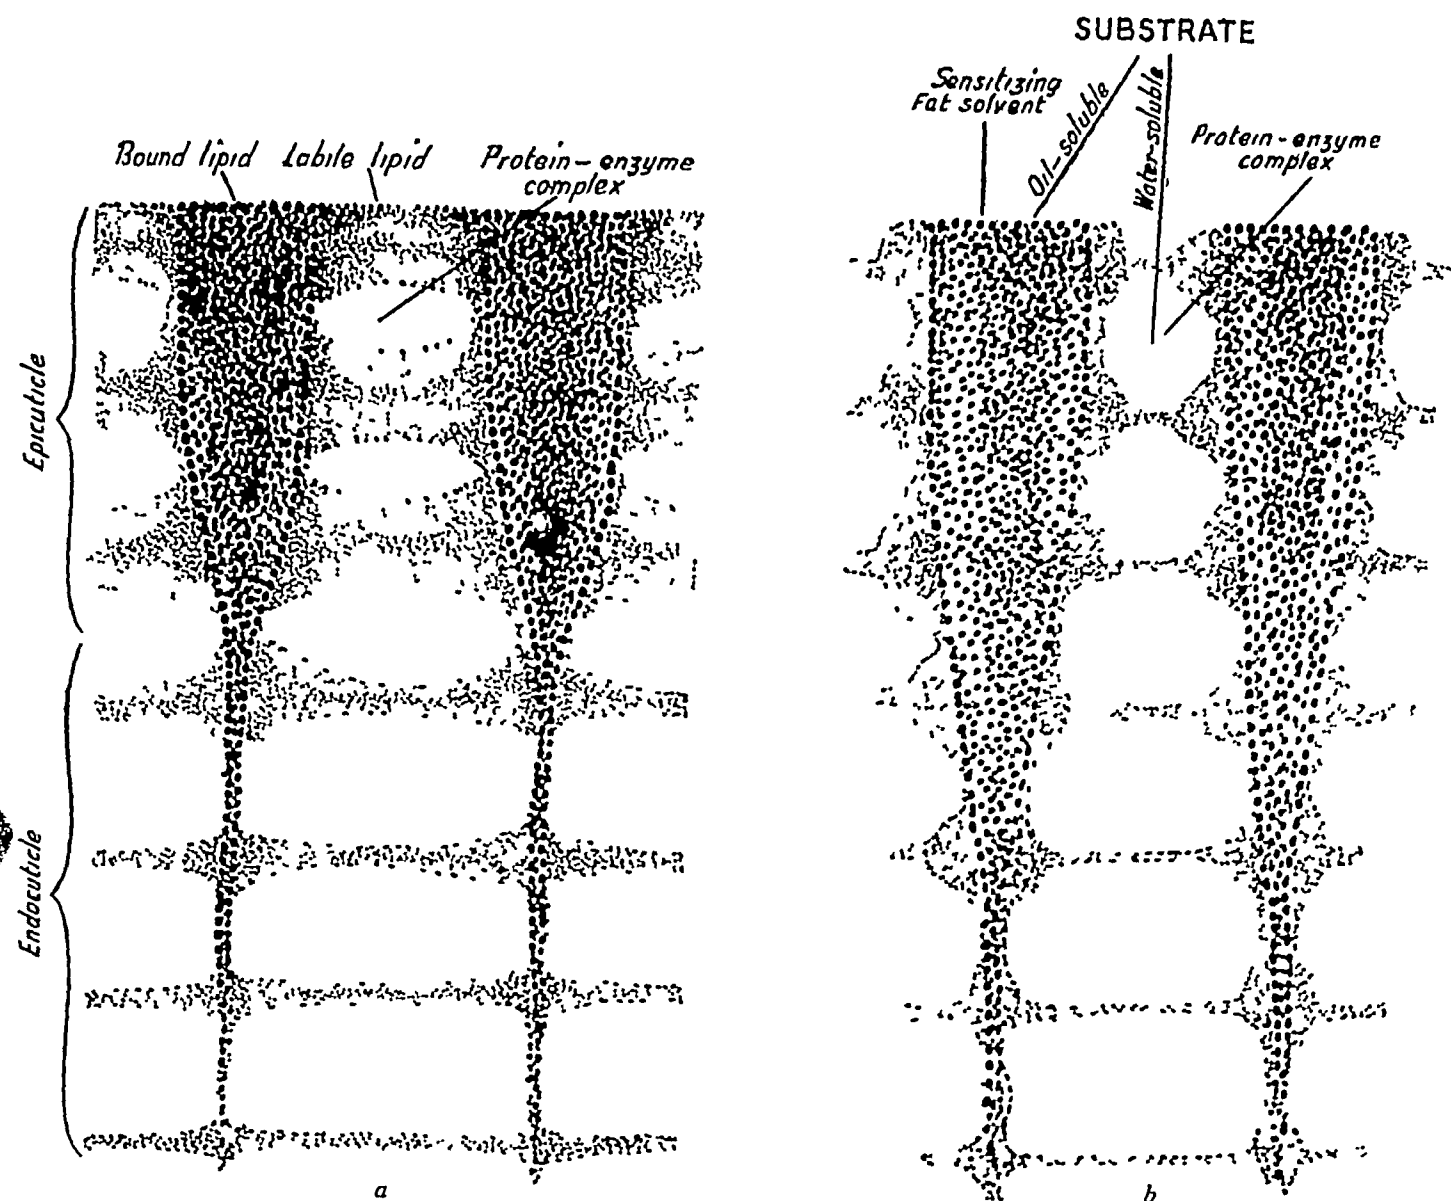 SUBSTRATE
Sensitizing
Fat solvent
Oil-soluble
Water-soluble
Protein-enzyme
complex
Bound lipid
Labile lipid
Protein-enzyme
complex
Epicuticle
Endocuticle
a
b